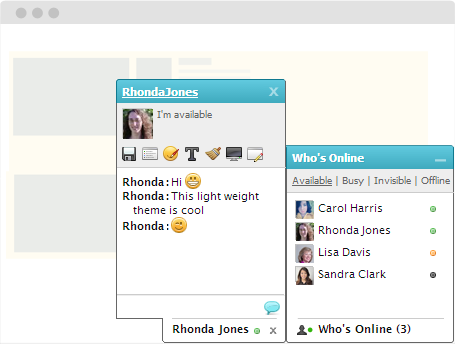 RhondaJones X
I'm available
T
Rhonda: Hi
Rhonda: This light weight
theme is cool
Rhonda:
Rhonda Jones x
Who's Online
Available | Busy | Invisible | Offline
Carol Harris
Rhonda Jones
Lisa Davis
Sandra Clark
Who's Online (3)